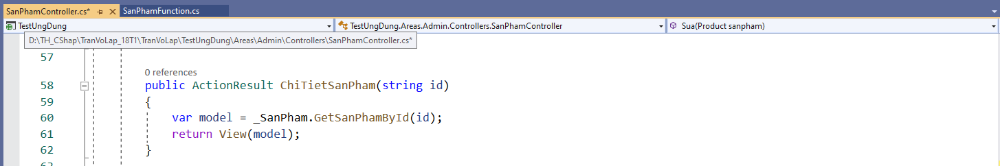 SanPhamController.cs* SanPhamFunction.cs
TestUngDung TestUngDung.Areas.Admin.Controllers.SanPhamController Sua(Product sanpham)
D:\TH_CShap\TranVoLap_18T1\TranVoLap\TestUngDung\Areas\Admin\Controllers\SanPhamController.cs*
57
0 references
58 public ActionResult ChiTietSanPham(string id)
59 {
60 var model = _SanPham.GetSanPhamById(id);
61 return View(model);
62 }
63